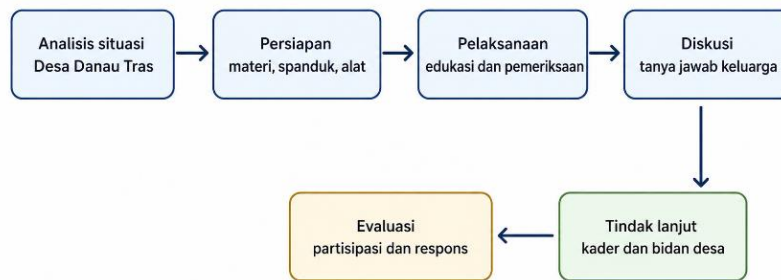 Analisis situasi
Desa Danau Tras
Persiapan
materi, spanduk, alat
Pelaksanaan
edukasi dan pemeriksaan
Diskusi
tanya jawab keluarga
Tindak lanjut
kader dan bidan desa
Evaluasi
partisipasi dan respons